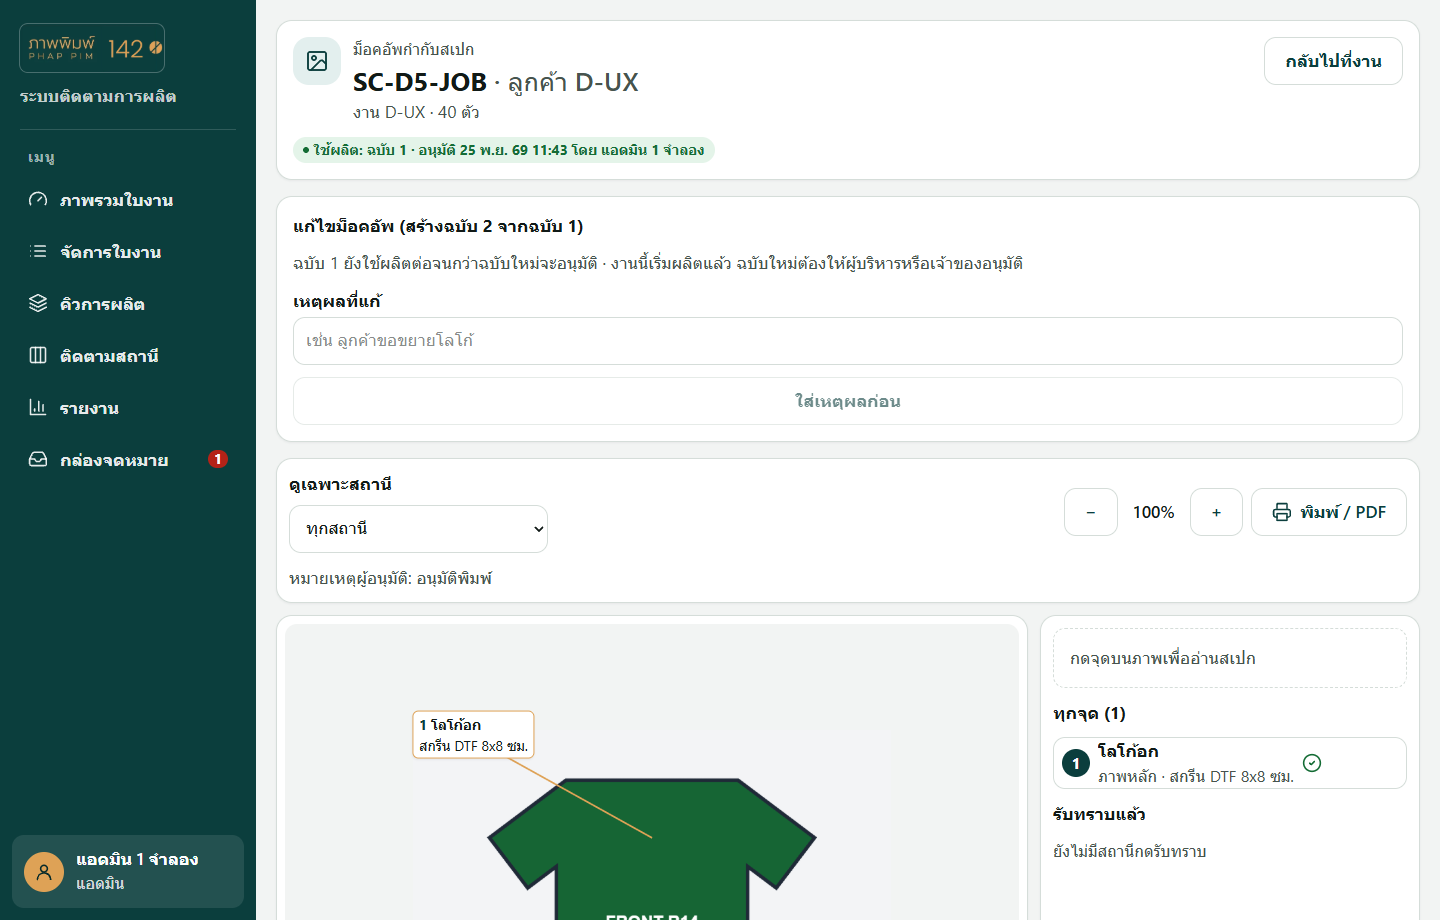 ภาพพิมพ์ 142
PHAP PIM
ระบบติดตามการผลิต
เมนู
ภาพรวมใบงาน
จัดการใบงาน
คิวการผลิต
ติดตามสถานี
รายงาน
กล่องจดหมาย 1
แอดมิน 1 จำลอง
แอดมิน
ม็อคอัพกำกับสเปก
SC-D5-JOB · ลูกค้า D-UX
งาน D-UX · 40 ตัว
ใช้ผลิต: ฉบับ 1 · อนุมัติ 25 พ.ย. 69 11:43 โดย แอดมิน 1 จำลอง
กลับไปที่งาน
แก้ไขม็อคอัพ (สร้างฉบับ 2 จากฉบับ 1)
ฉบับ 1 ยังใช้ผลิตต่อจนกว่าฉบับใหม่จะอนุมัติ · งานนี้เริ่มผลิตแล้ว ฉบับใหม่ต้องให้ผู้บริหารหรือเจ้าของอนุมัติ
เหตุผลที่แก้
เช่น ลูกค้าขอขยายโลโก้
ใส่เหตุผลก่อน
ดูเฉพาะสถานี
ทุกสถานี
− 100% +
พิมพ์ / PDF
หมายเหตุผู้อนุมัติ: อนุมัติพิมพ์
1 โลโก้อก
สกรีน DTF 8x8 ซม.
FRONT R14
กดจุดบนภาพเพื่ออ่านสเปก
ทุกจุด (1)
1 โลโก้อก
ภาพหลัก · สกรีน DTF 8x8 ซม.
รับทราบแล้ว
ยังไม่มีสถานีกดรับทราบ